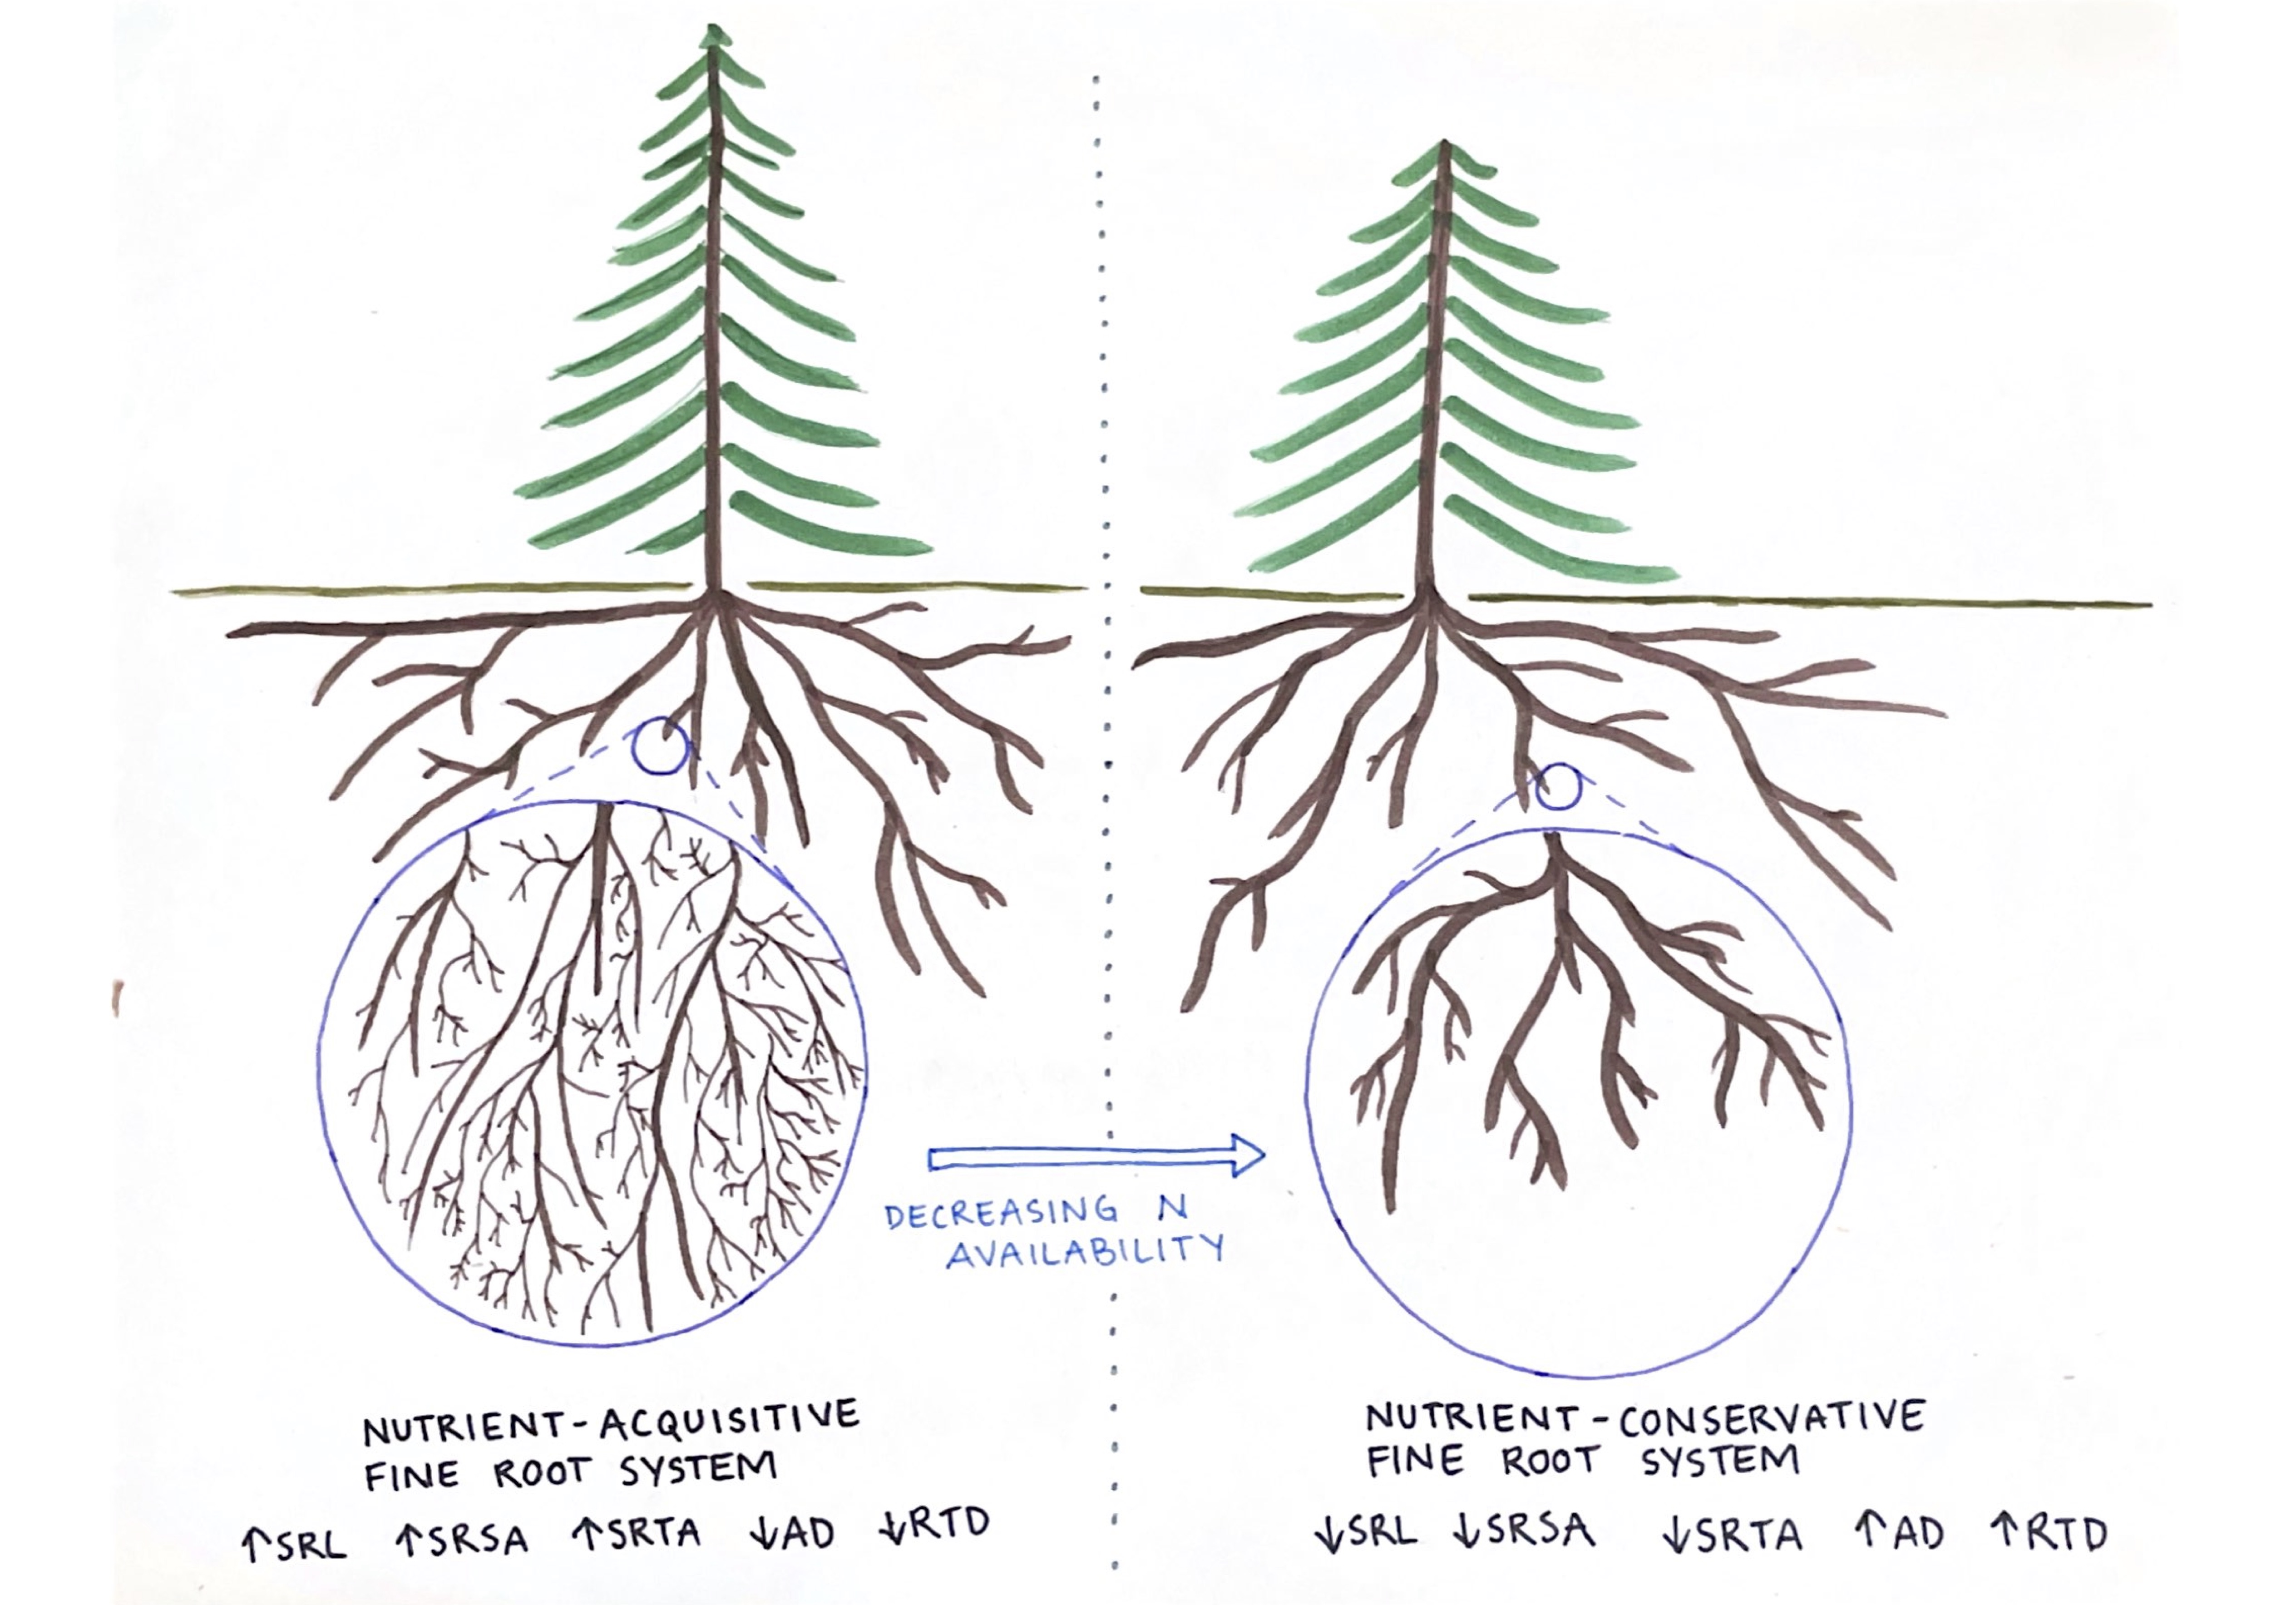 DECREASING N
AVAILABILITY
NUTRIENT-ACQUISITIVE
FINE ROOT SYSTEM
↑SRL ↑SRSA ↑SRTA ↓AD ↓RTD
NUTRIENT-CONSERVATIVE
FINE ROOT SYSTEM
↓SRL ↓SRSA ↓SRTA ↑AD ↑RTD